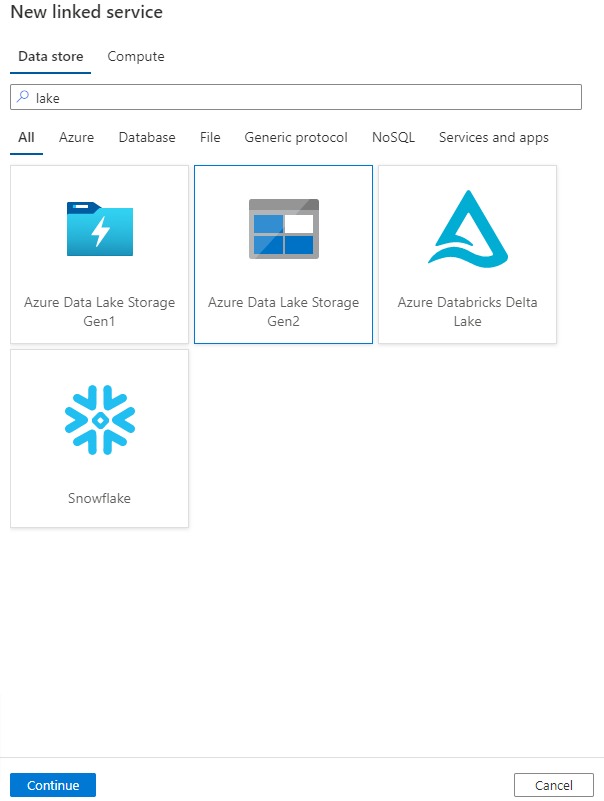 New linked service
Data store Compute
lake
All Azure Database File Generic protocol NoSQL Services and apps
Azure Data Lake Storage
Gen1
Azure Data Lake Storage
Gen2
Azure Databricks Delta
Lake
Snowflake
Continue Cancel